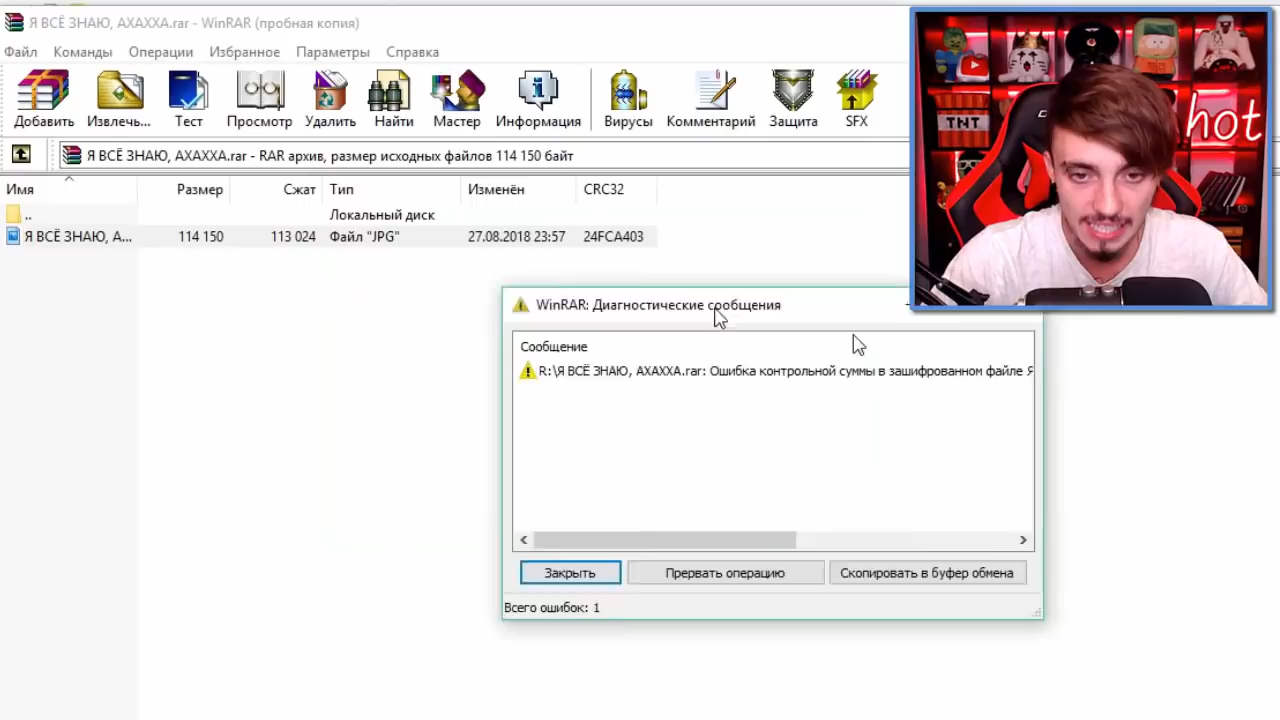 Я ВСЁ ЗНАЮ, АХАХХА.rar - WinRAR (пробная копия)
Файл Команды Операции Избранное Параметры Справка
Добавить Извлечь... Тест Просмотр Удалить Найти Мастер Информация Вирусы Комментарий Защита SFX
Я ВСЁ ЗНАЮ, АХАХХА.rar - RAR архив, размер исходных файлов 114 150 байт
Имя Размер Сжат Тип Изменён CRC32
.. Локальный диск
Я ВСЁ ЗНАЮ, А... 114 150 113 024 Файл "JPG" 27.08.2018 23:57 24FCA403
TNT
hot
WinRAR: Диагностические сообщения
Сообщение
R:\Я ВСЁ ЗНАЮ, АХАХХА.rar: Ошибка контрольной суммы в зашифрованном файле Я
Закрыть Прервать операцию Скопировать в буфер обмена
Всего ошибок: 1